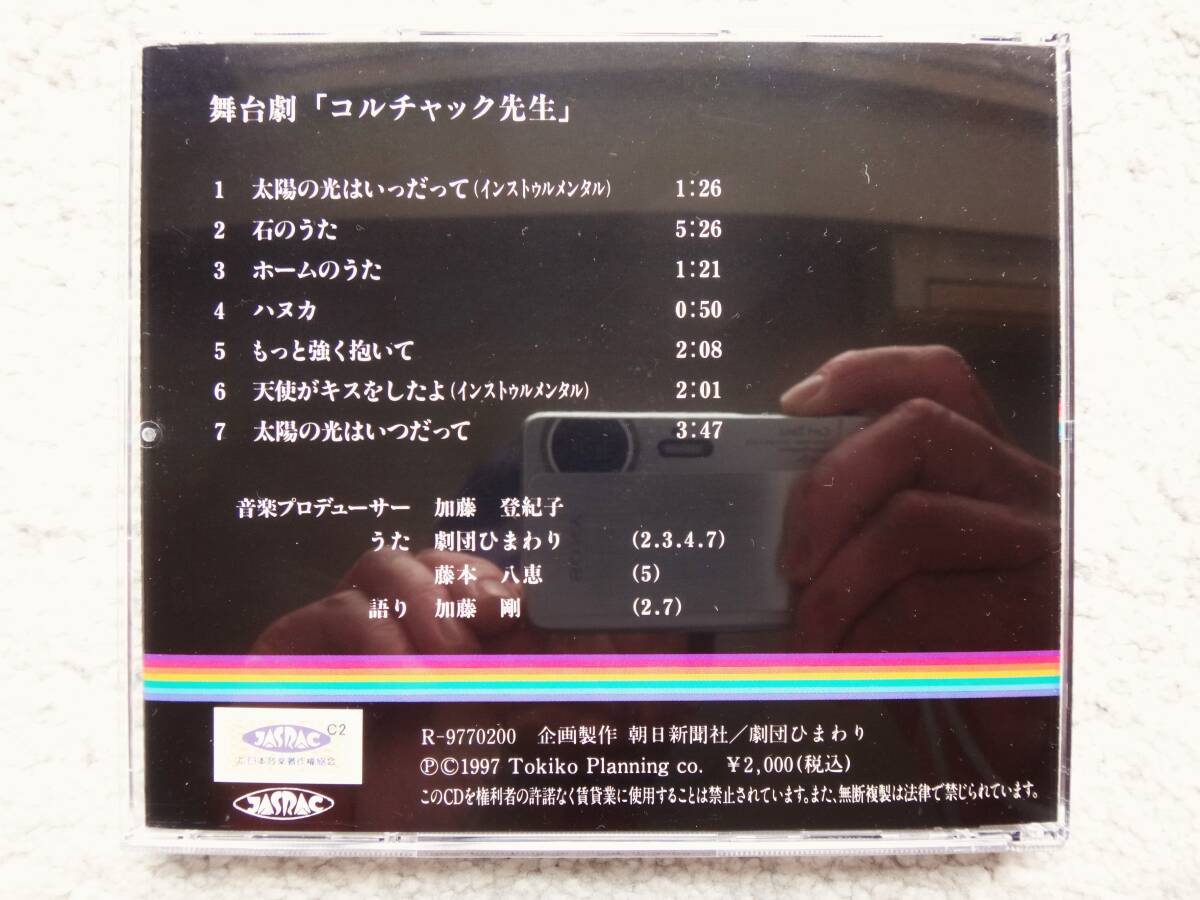 舞台劇「コルチャック先生」
1 太陽の光はいっだって(インストゥルメンタル) 1:26
2 石のうた 5:26
3 ホームのうた 1:21
4 ハヌカ 0:50
5 もっと強く抱いて 2:08
6 天使がキスをしたよ(インストゥルメンタル) 2:01
7 太陽の光はいつだって 3:47
音楽プロデューサー 加藤 登紀子
うた 劇団ひまわり (2.3.4.7)
藤本 八恵 (5)
語り 加藤 剛 (2.7)
JASRAC C2
日本音楽著作権協会
JASRAC
R-9770200 企画製作 朝日新聞社/劇団ひまわり
ⓅⒸ1997 Tokiko Planning co. ¥2,000(税込)
このCDを権利者の許諾なく賃貸業に使用することは禁止されています。また、無断複製は法律で禁じられています。